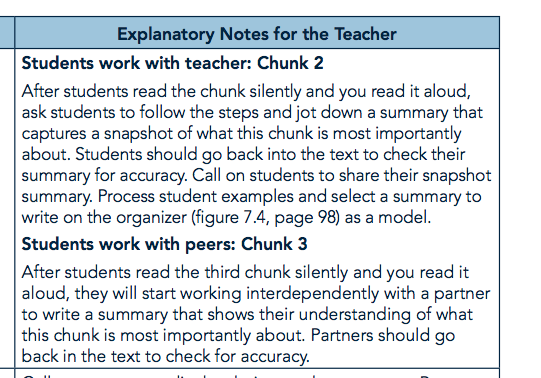 Explanatory Notes for the Teacher
Students work with teacher: Chunk 2
After students read the chunk silently and you read it aloud,
ask students to follow the steps and jot down a summary that
captures a snapshot of what this chunk is most importantly
about. Students should go back into the text to check their
summary for accuracy. Call on students to share their snapshot
summary. Process student examples and select a summary to
write on the organizer (figure 7.4, page 98) as a model.
Students work with peers: Chunk 3
After students read the third chunk silently and you read it
aloud, they will start working interdependently with a partner
to write a summary that shows their understanding of what
this chunk is most importantly about. Partners should go
back in the text to check for accuracy.